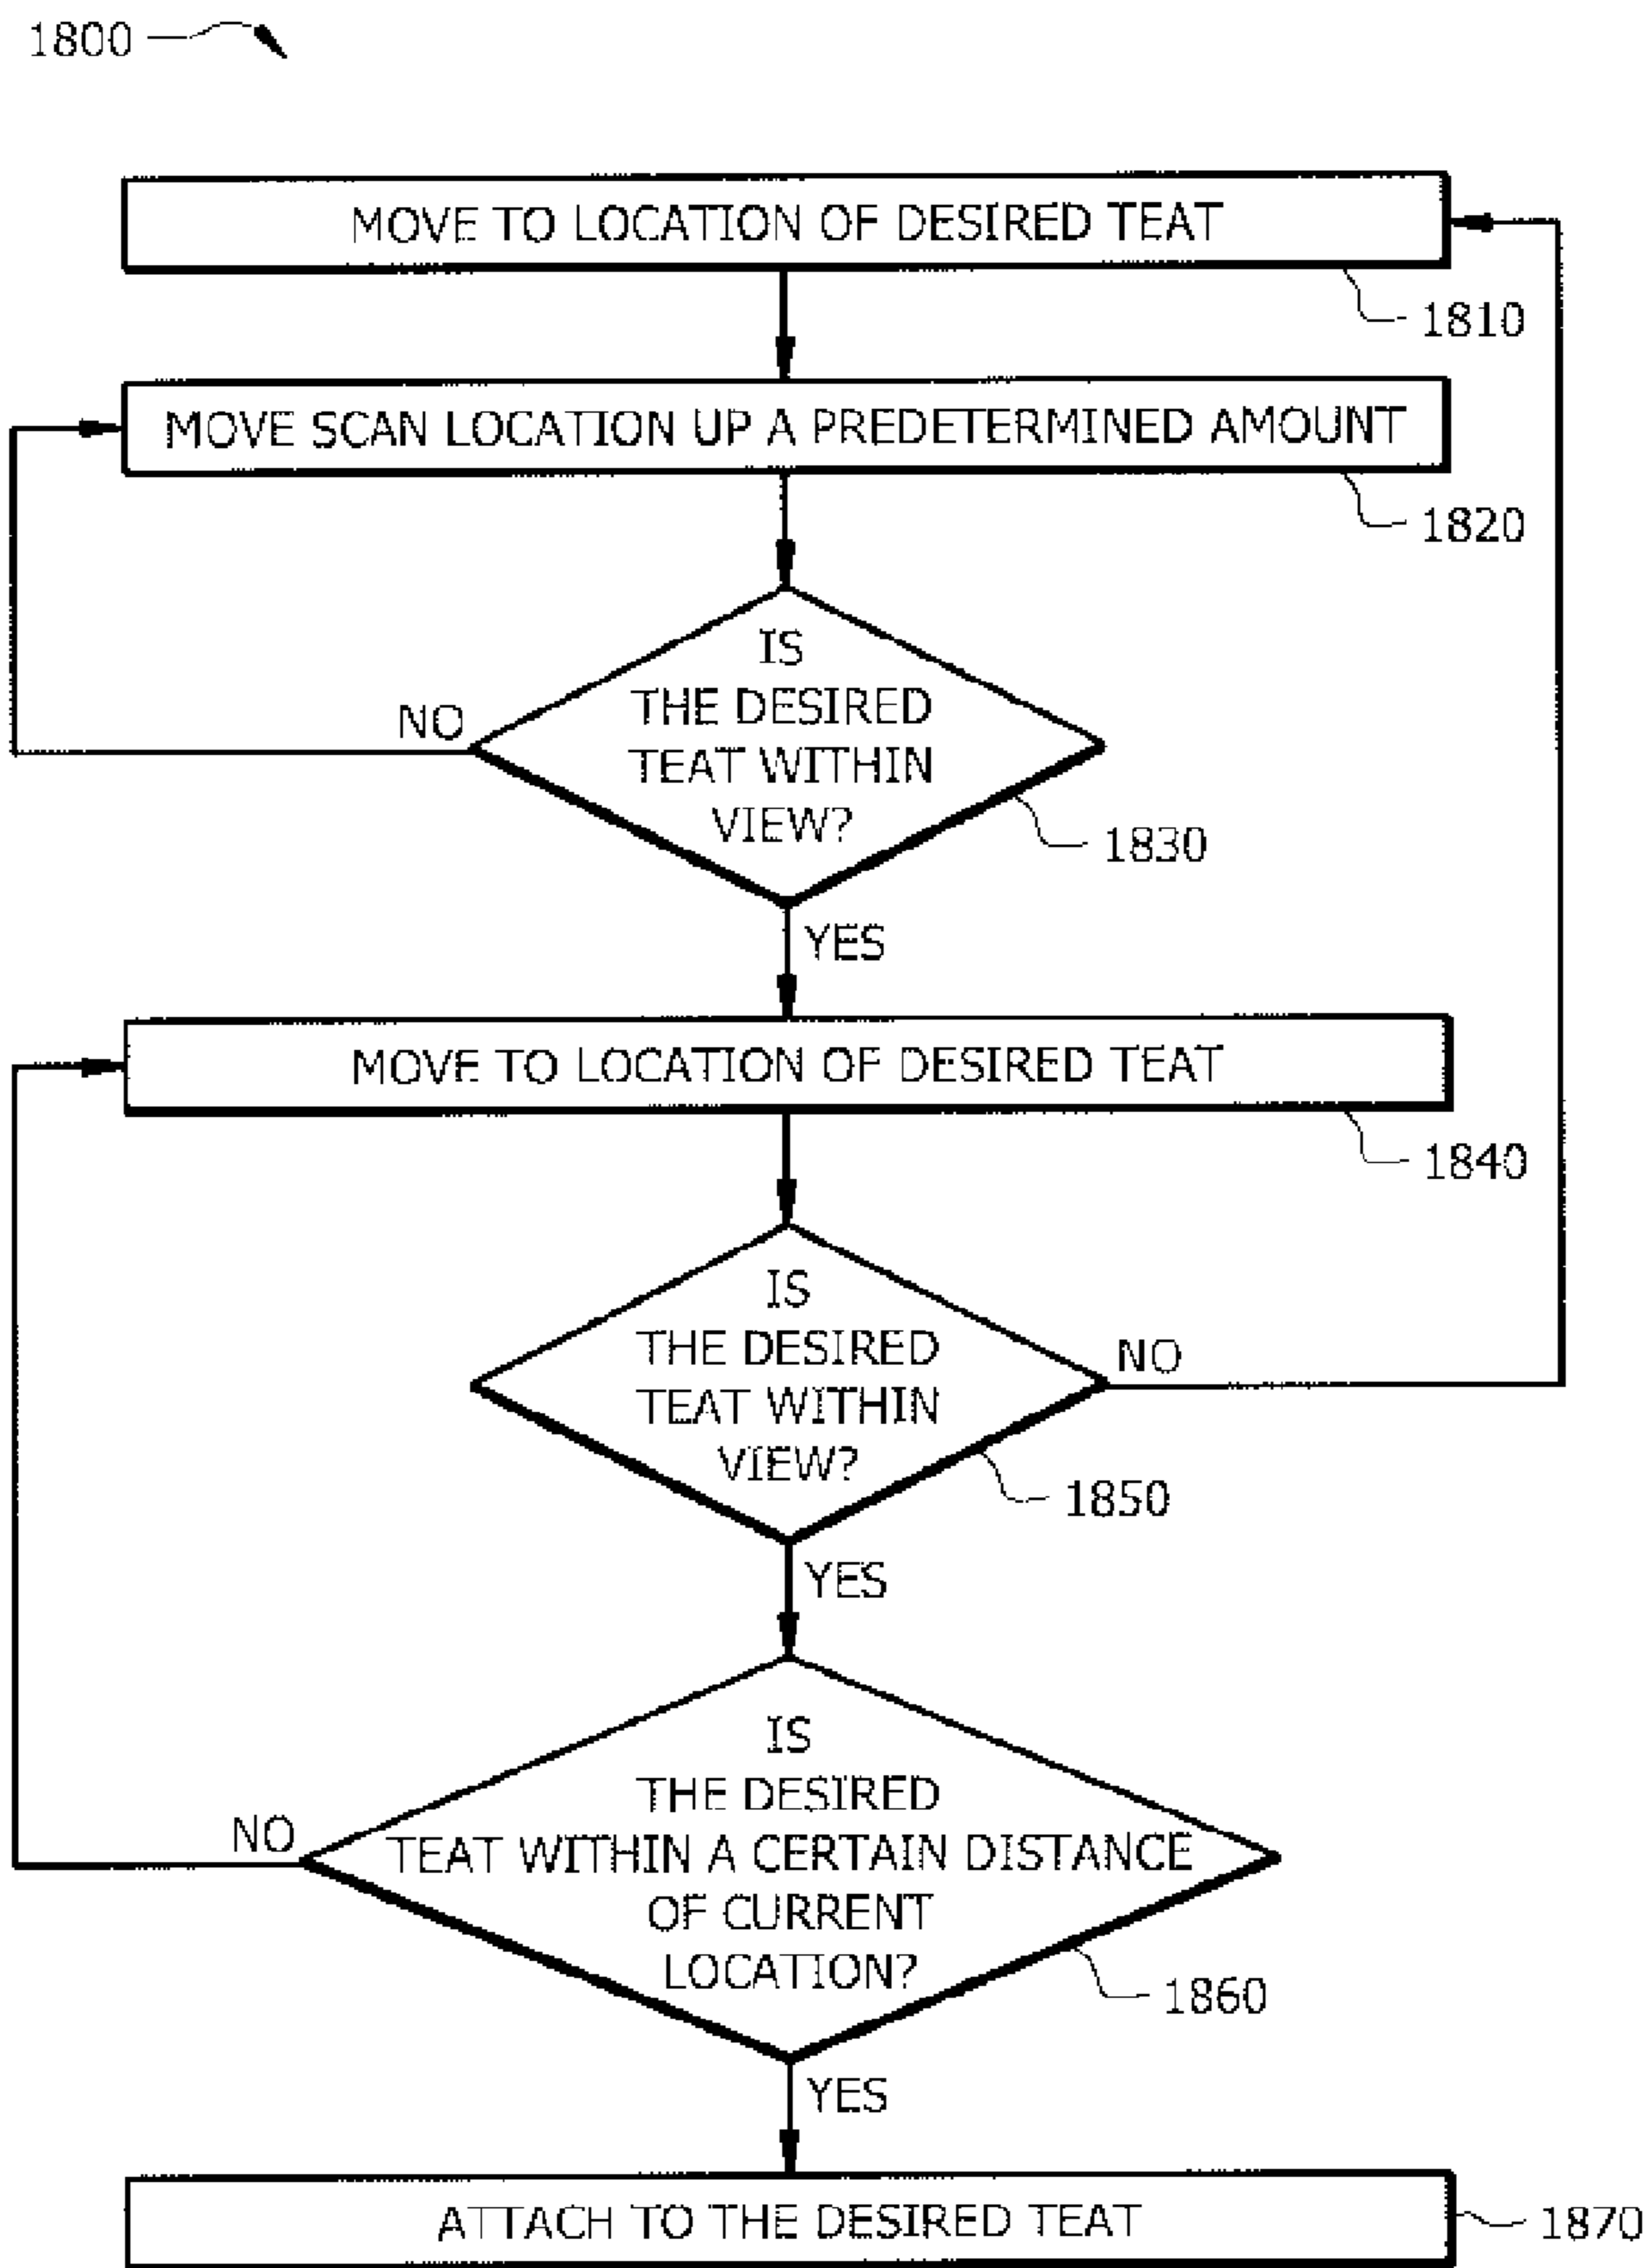 1800
MOVE TO LOCATION OF DESIRED TEAT
1810
MOVE SCAN LOCATION UP A PREDETERMINED AMOUNT
1820
IS
THE DESIRED
TEAT WITHIN
VIEW?
NO
1830
YES
MOVE TO LOCATION OF DESIRED TEAT
1840
IS
THE DESIRED
TEAT WITHIN
VIEW?
NO
1850
YES
IS
THE DESIRED
TEAT WITHIN A CERTAIN DISTANCE
OF CURRENT
LOCATION?
NO
1860
YES
ATTACH TO THE DESIRED TEAT
1870